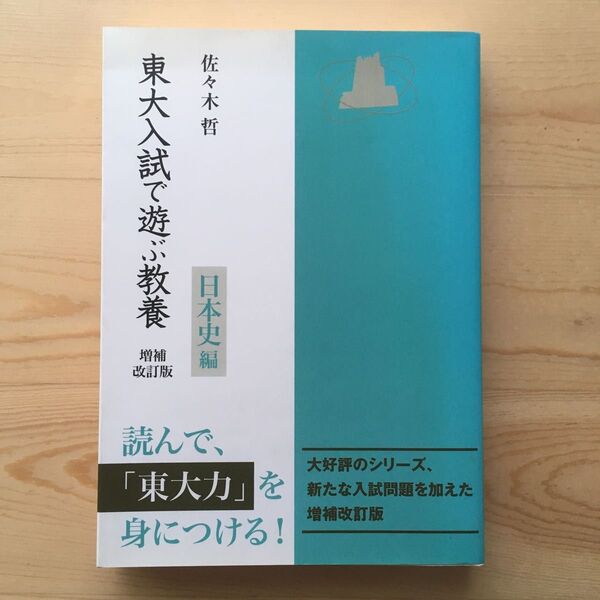 佐々木 哲
東大入試で遊ぶ教養
日本史編
増補
改訂版
読んで、
「東大力」を
身につける!
大好評のシリーズ、
新たな入試問題を加えた
増補改訂版